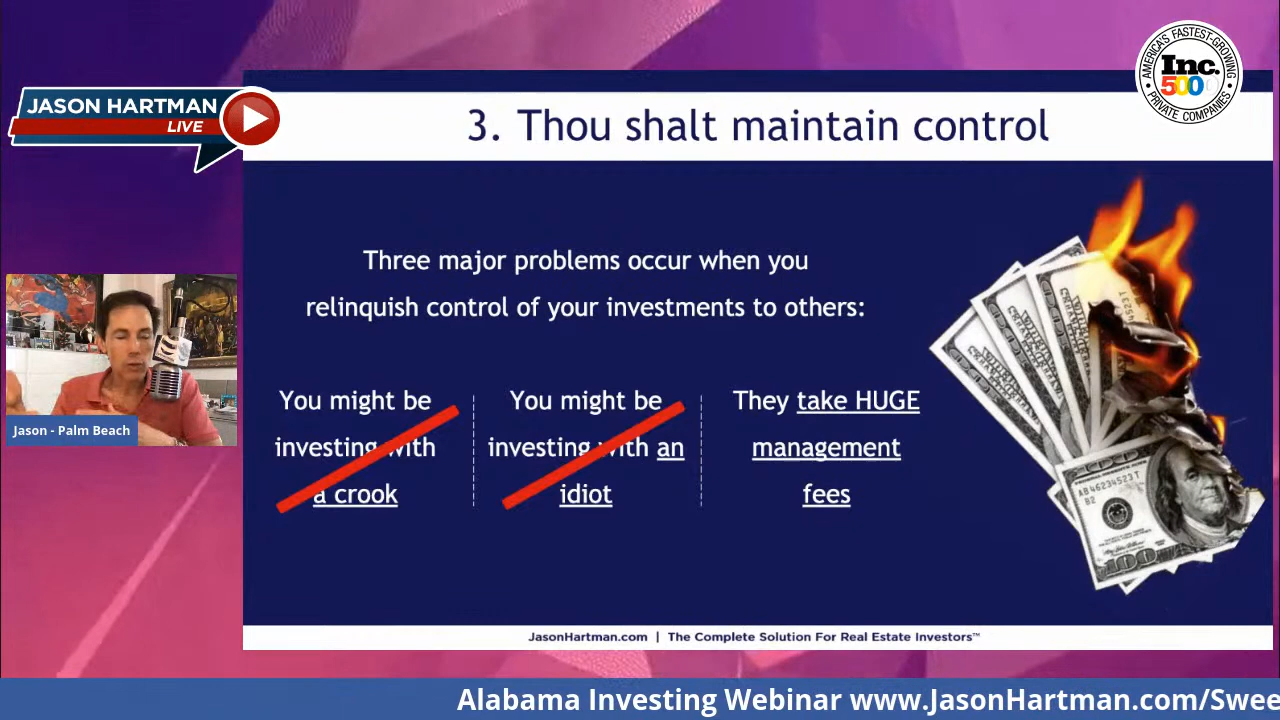 AMERICA'S FASTEST-GROWING
Inc.
500
PRIVATE COMPANIES
JASON HARTMAN
LIVE
3. Thou shalt maintain control
Three major problems occur when you
relinquish control of your investments to others:
You might be
investing with
a crook
You might be
investing with an
idiot
They take HUGE
management
fees
AB46234523T
B2
100
Jason - Palm Beach
JasonHartman.com | The Complete Solution For Real Estate Investors™
Alabama Investing Webinar www.JasonHartman.com/Swee